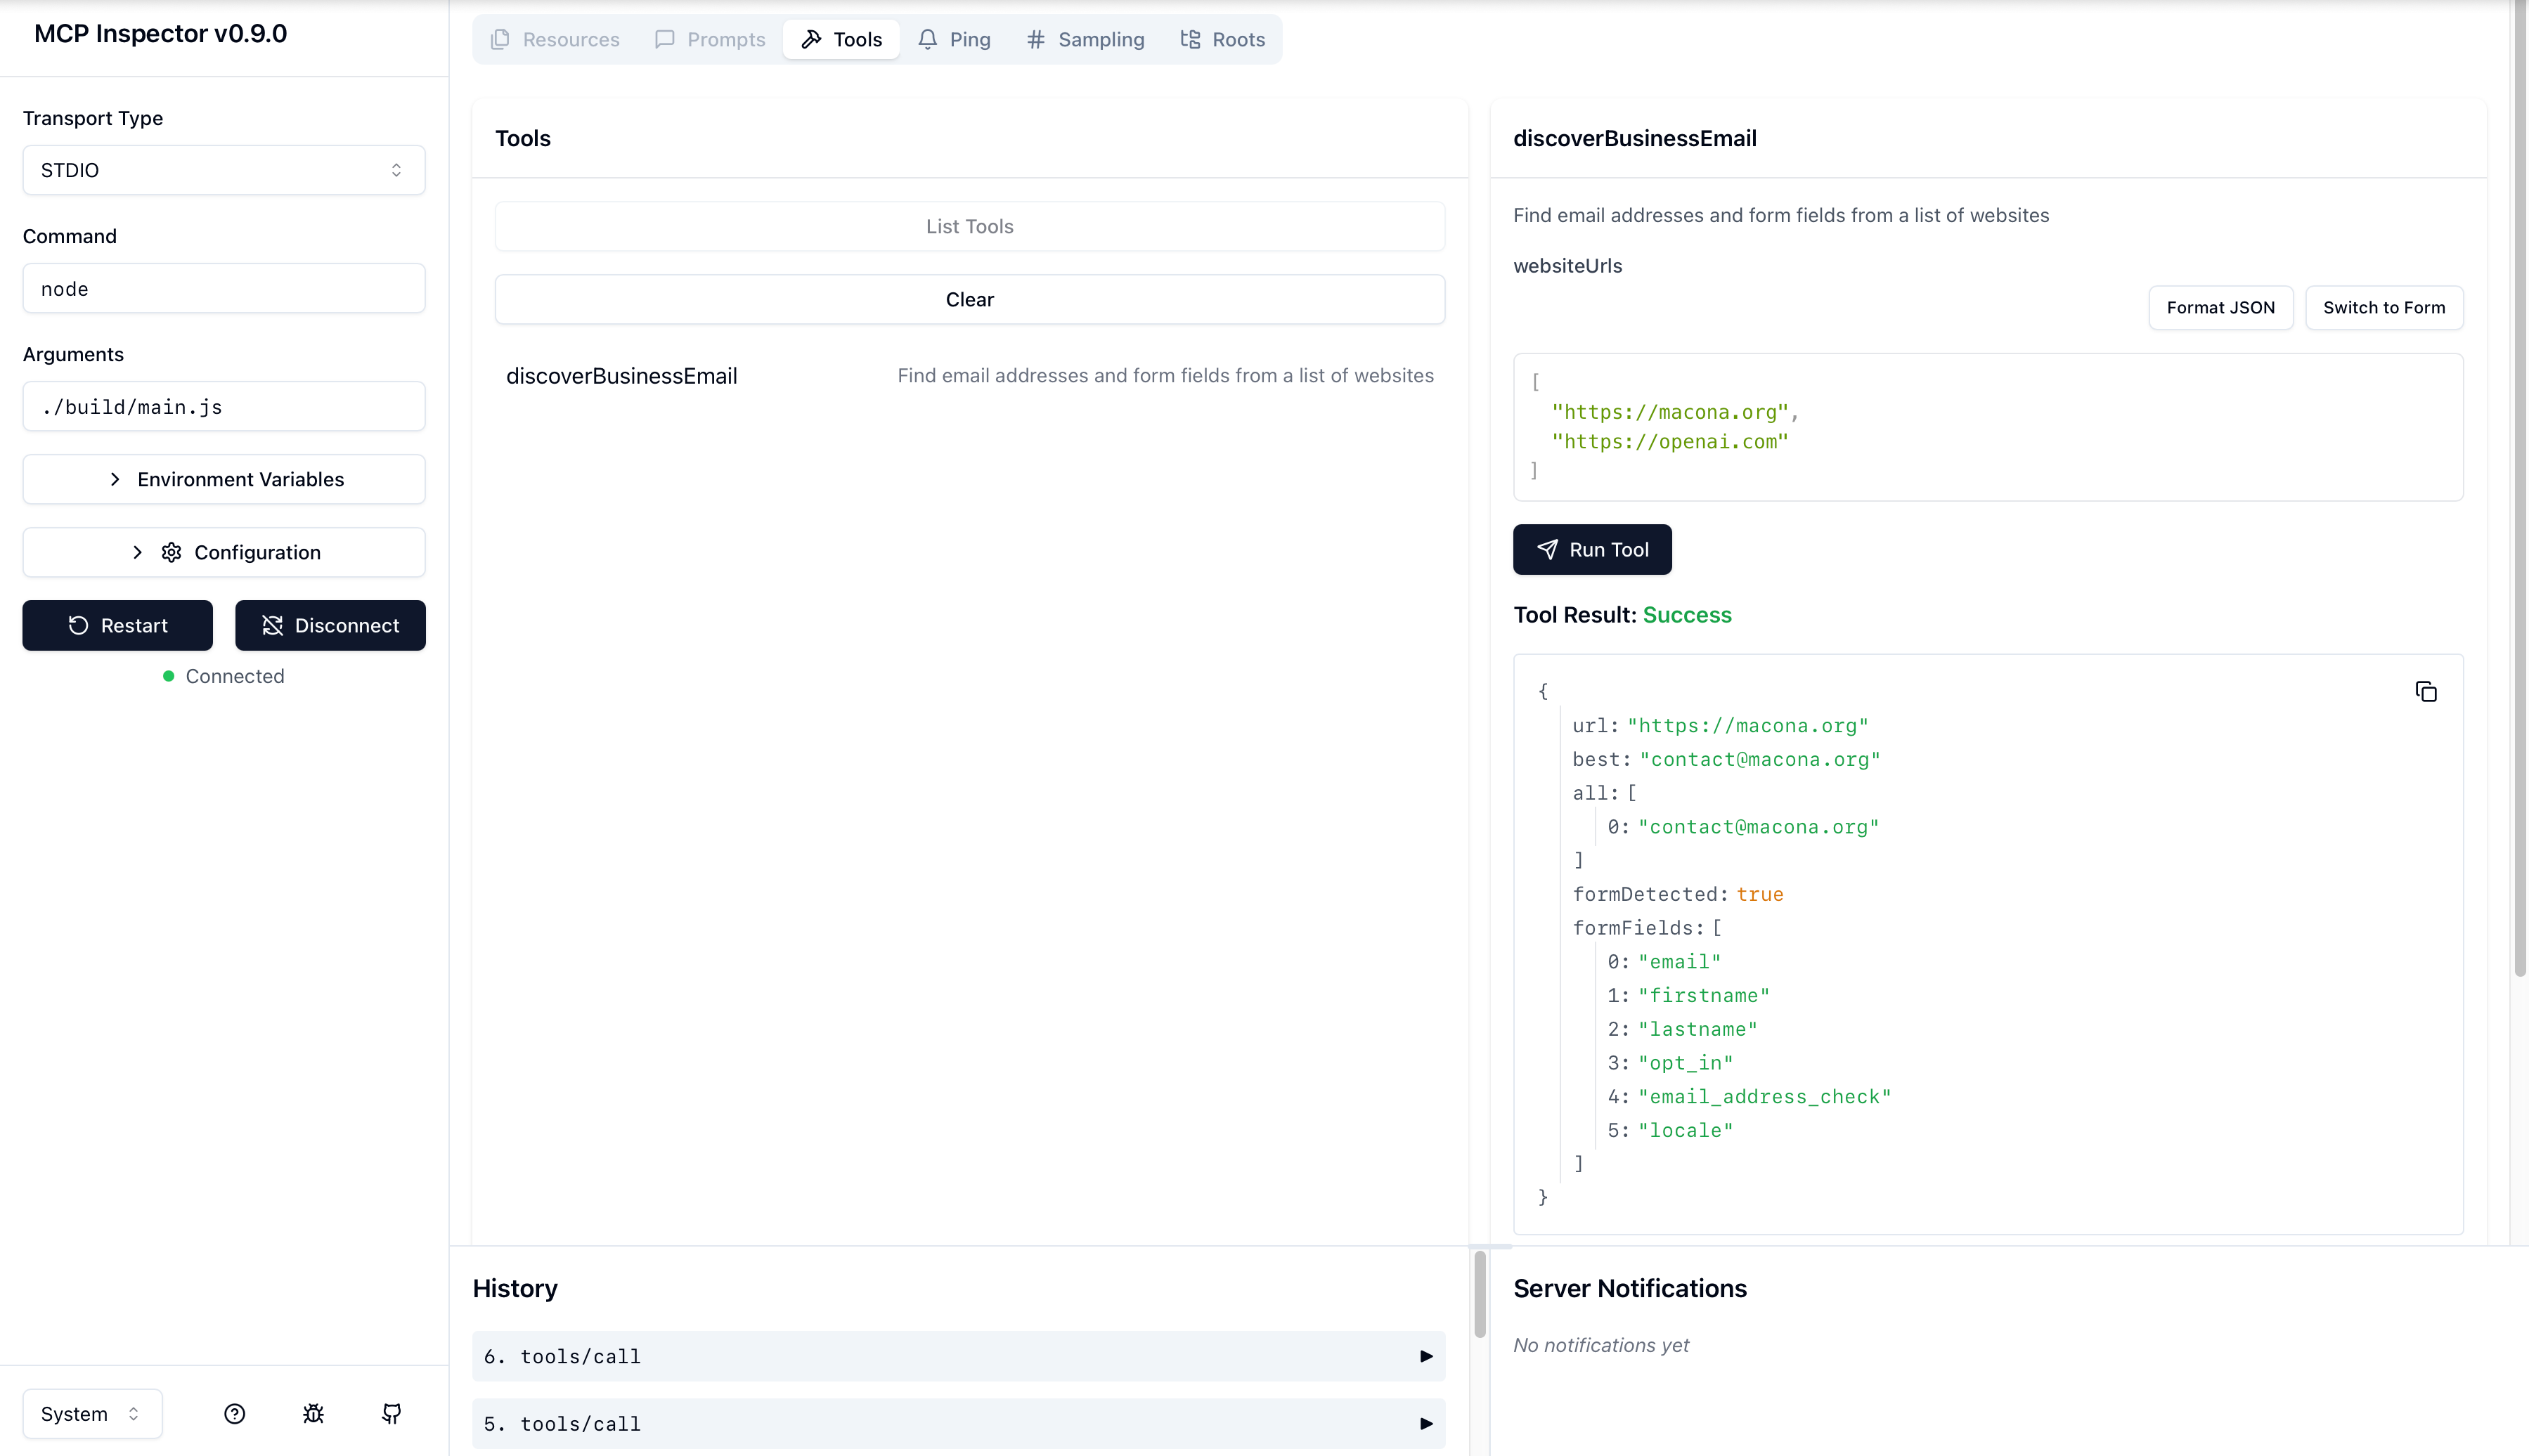 MCP Inspector v0.9.0
Transport Type
STDIO
Command
node
Arguments
./build/main.js
Environment Variables
Configuration
Restart
Disconnect
Connected
System
Resources
Prompts
Tools
Ping
Sampling
Roots
Tools
List Tools
Clear
discoverBusinessEmail
Find email addresses and form fields from a list of websites
discoverBusinessEmail
Find email addresses and form fields from a list of websites
websiteUrls
Format JSON
Switch to Form
[
"https://macona.org",
"https://openai.com"
]
Run Tool
Tool Result: Success
{
url: "https://macona.org"
best: "contact@macona.org"
all: [
0: "contact@macona.org"
]
formDetected: true
formFields: [
0: "email"
1: "firstname"
2: "lastname"
3: "opt_in"
4: "email_address_check"
5: "locale"
]
}
History
6. tools/call
5. tools/call
Server Notifications
No notifications yet